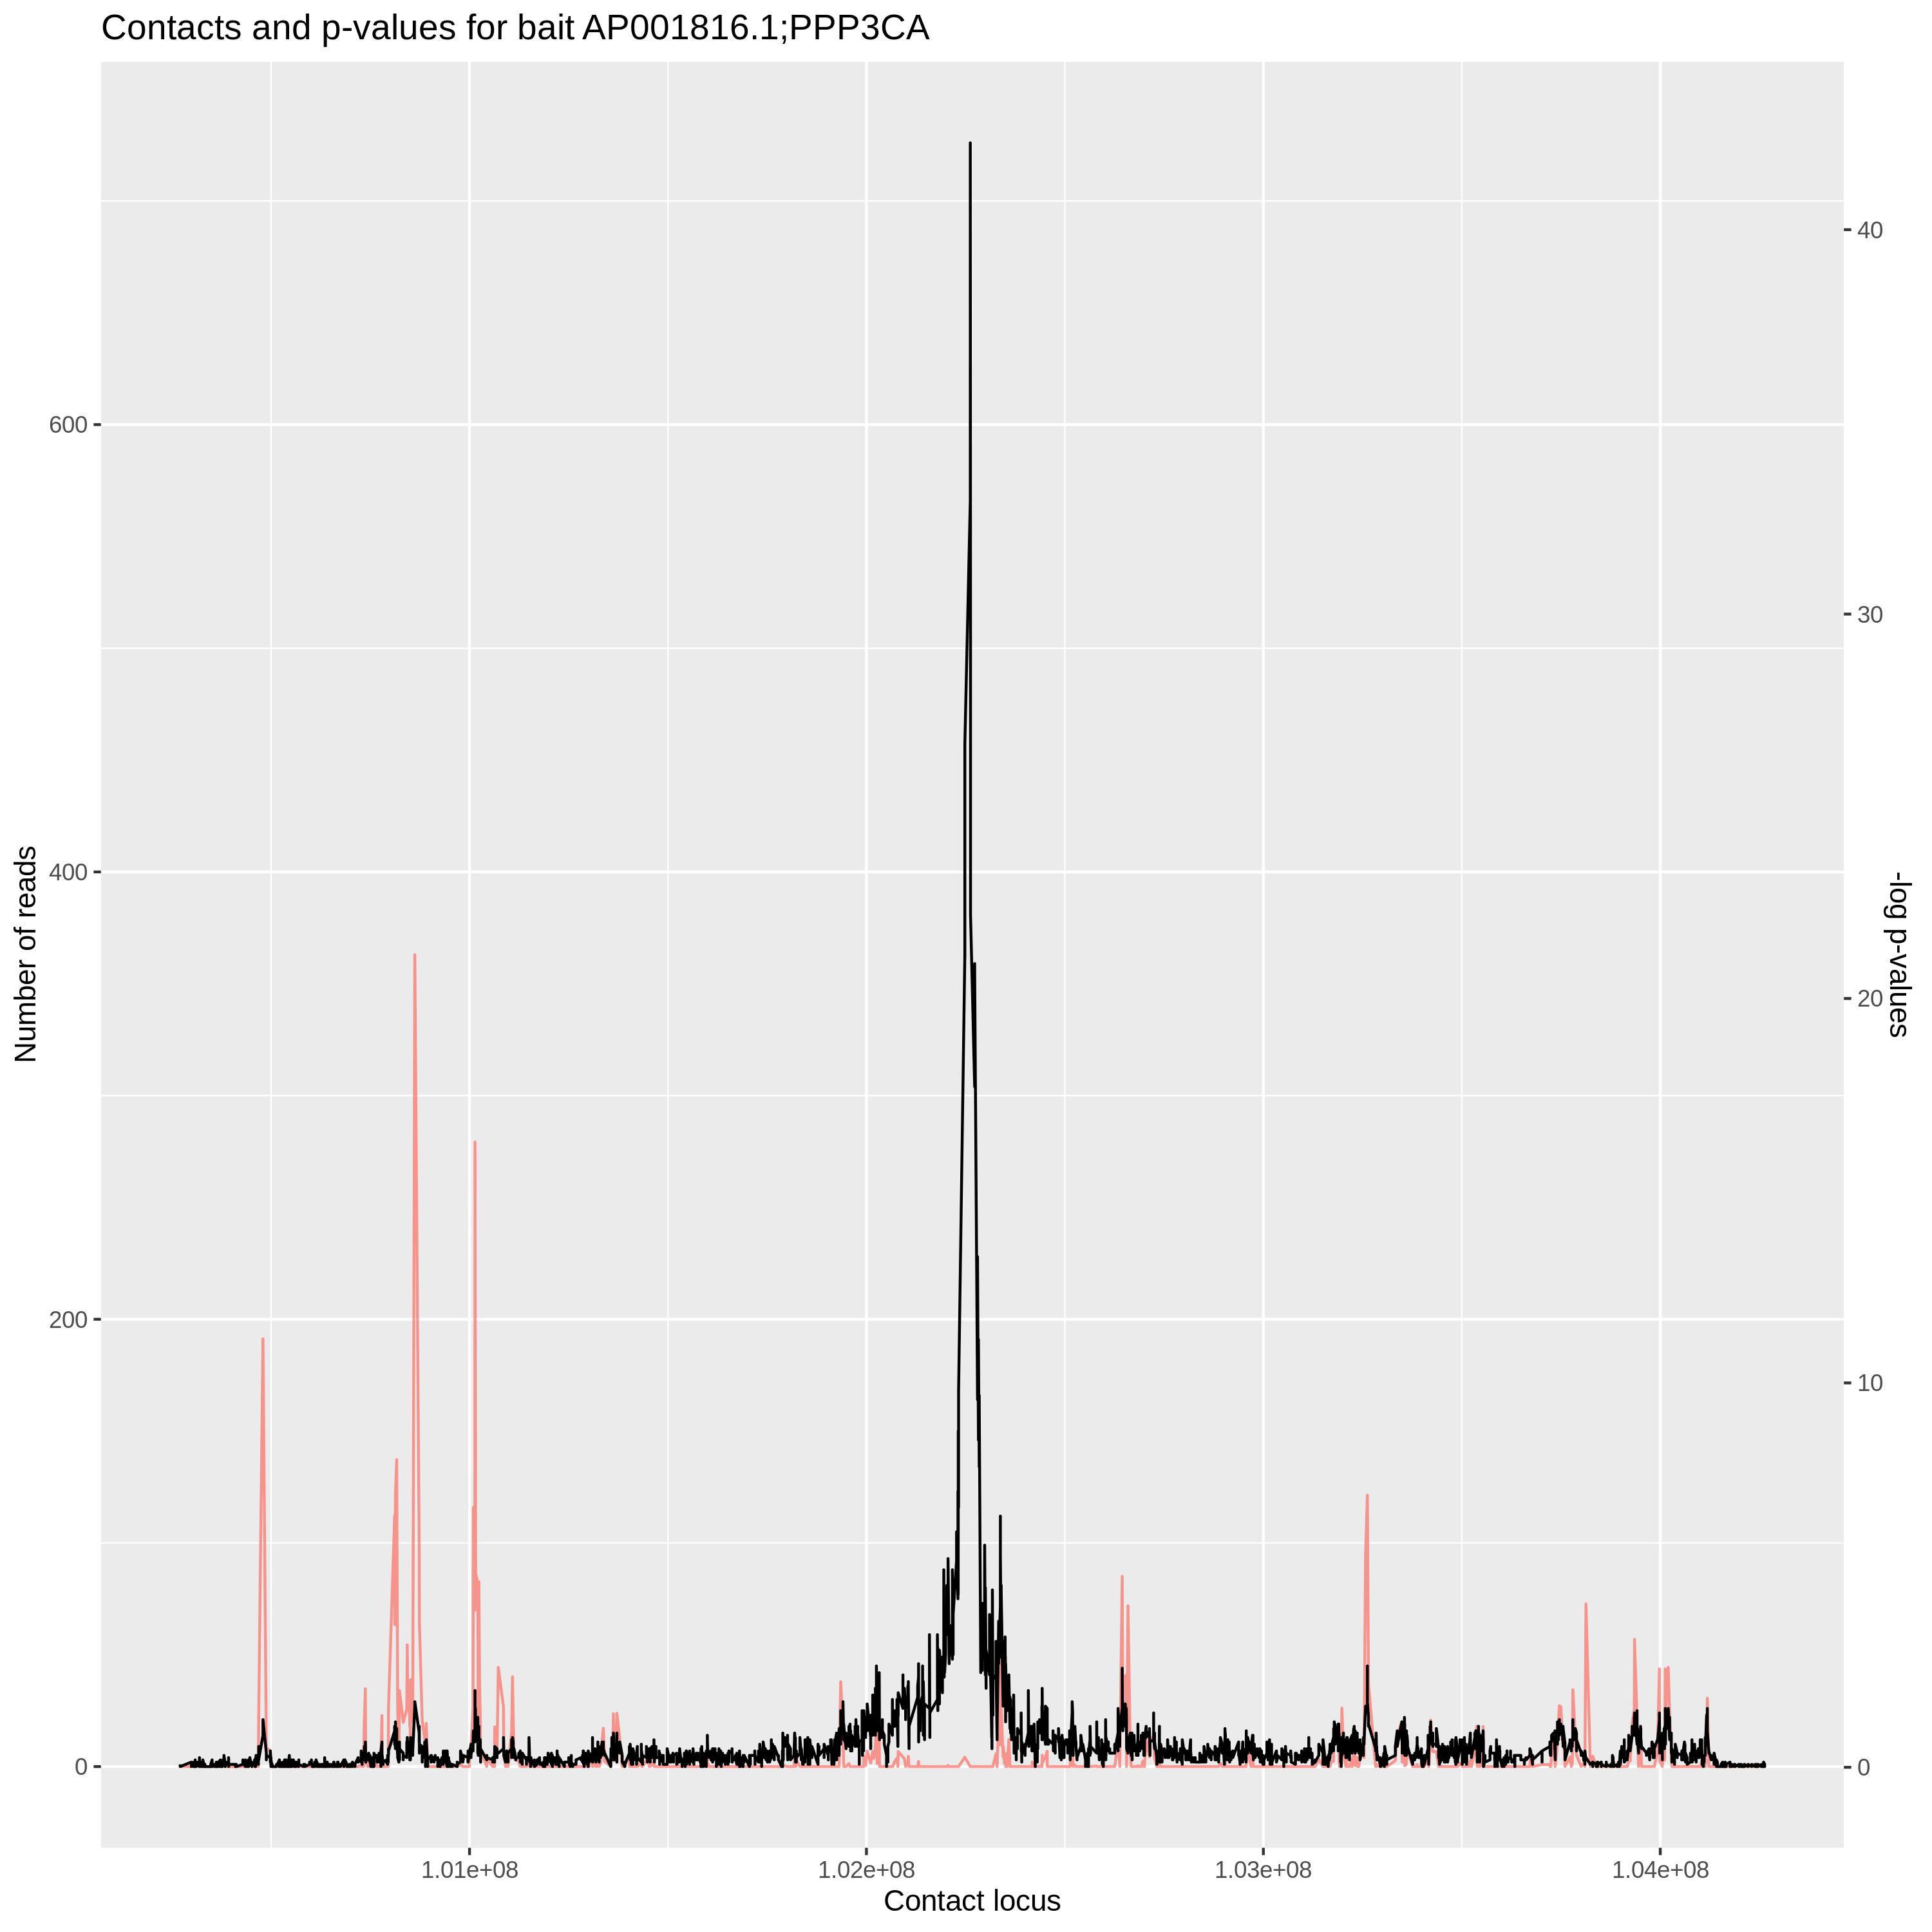 Contacts and p-values for bait AP001816.1;PPP3CA
Number of reads
600
400
200
0
40
30
20
10
0
-log p-values
1.01e+08
1.02e+08
1.03e+08
1.04e+08
Contact locus